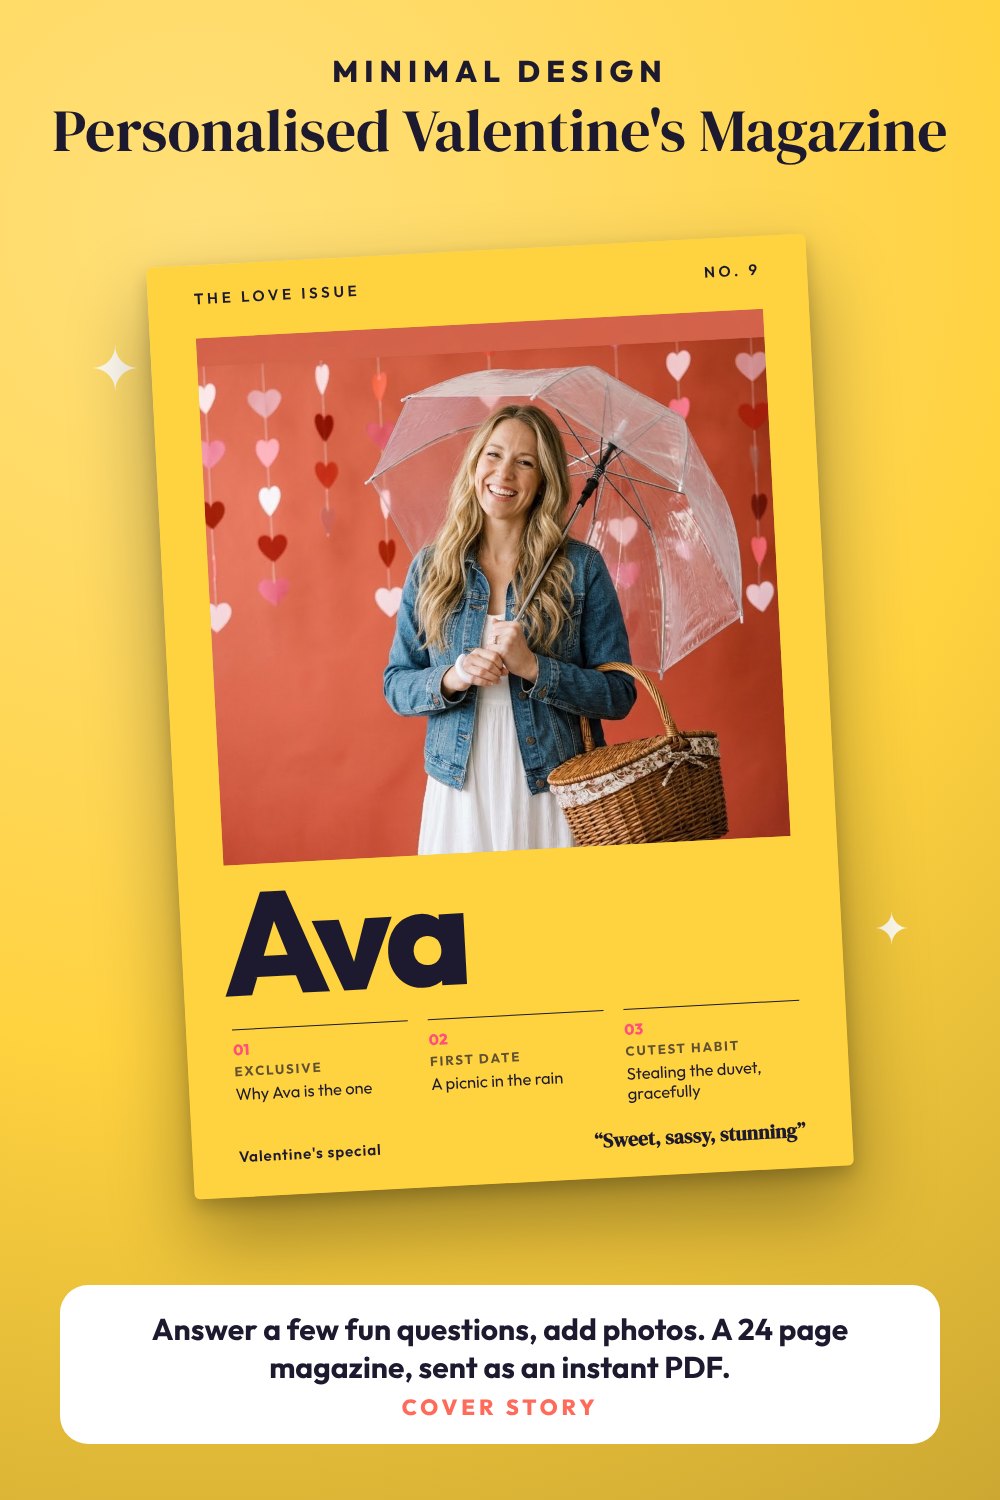 MINIMAL DESIGN
Personalised Valentine's Magazine
THE LOVE ISSUE
NO. 9
Ava
01
EXCLUSIVE
Why Ava is the one
02
FIRST DATE
A picnic in the rain
03
CUTEST HABIT
Stealing the duvet,
gracefully
Valentine's special
“Sweet, sassy, stunning”
Answer a few fun questions, add photos. A 24 page
magazine, sent as an instant PDF.
COVER STORY